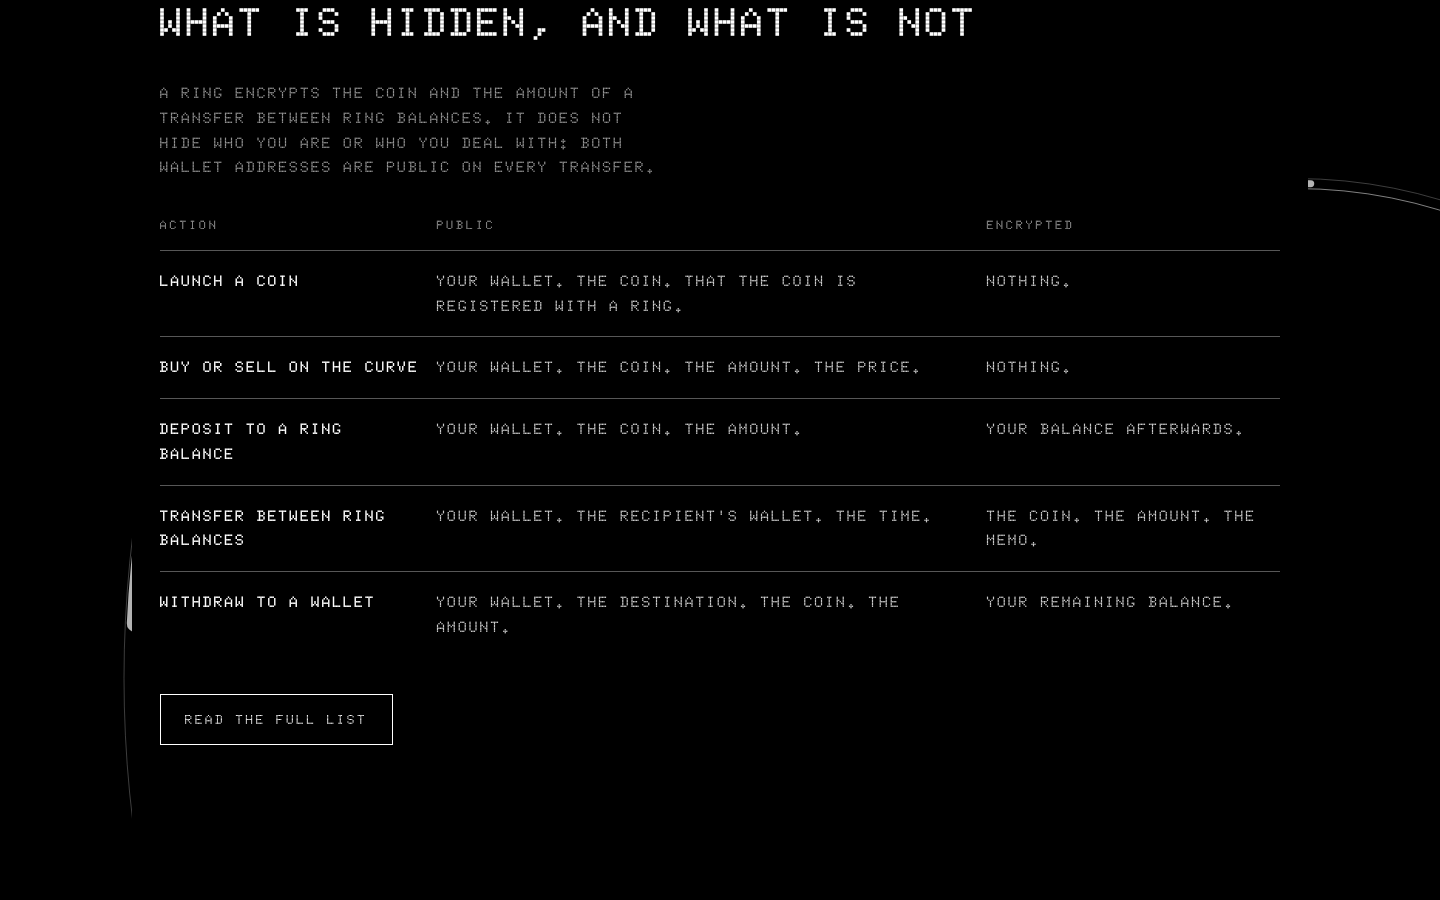 WHAT IS HIDDEN, AND WHAT IS NOT
A RING ENCRYPTS THE COIN AND THE AMOUNT OF A
TRANSFER BETWEEN RING BALANCES. IT DOES NOT
HIDE WHO YOU ARE OR WHO YOU DEAL WITH: BOTH
WALLET ADDRESSES ARE PUBLIC ON EVERY TRANSFER.
ACTION PUBLIC ENCRYPTED
LAUNCH A COIN YOUR WALLET. THE COIN. THAT THE COIN IS NOTHING.
REGISTERED WITH A RING.
BUY OR SELL ON THE CURVE YOUR WALLET. THE COIN. THE AMOUNT. THE PRICE. NOTHING.
DEPOSIT TO A RING YOUR WALLET. THE COIN. THE AMOUNT. YOUR BALANCE AFTERWARDS.
BALANCE
TRANSFER BETWEEN RING YOUR WALLET. THE RECIPIENT'S WALLET. THE TIME. THE COIN. THE AMOUNT. THE
BALANCES MEMO.
WITHDRAW TO A WALLET YOUR WALLET. THE DESTINATION. THE COIN. THE YOUR REMAINING BALANCE.
AMOUNT.
READ THE FULL LIST